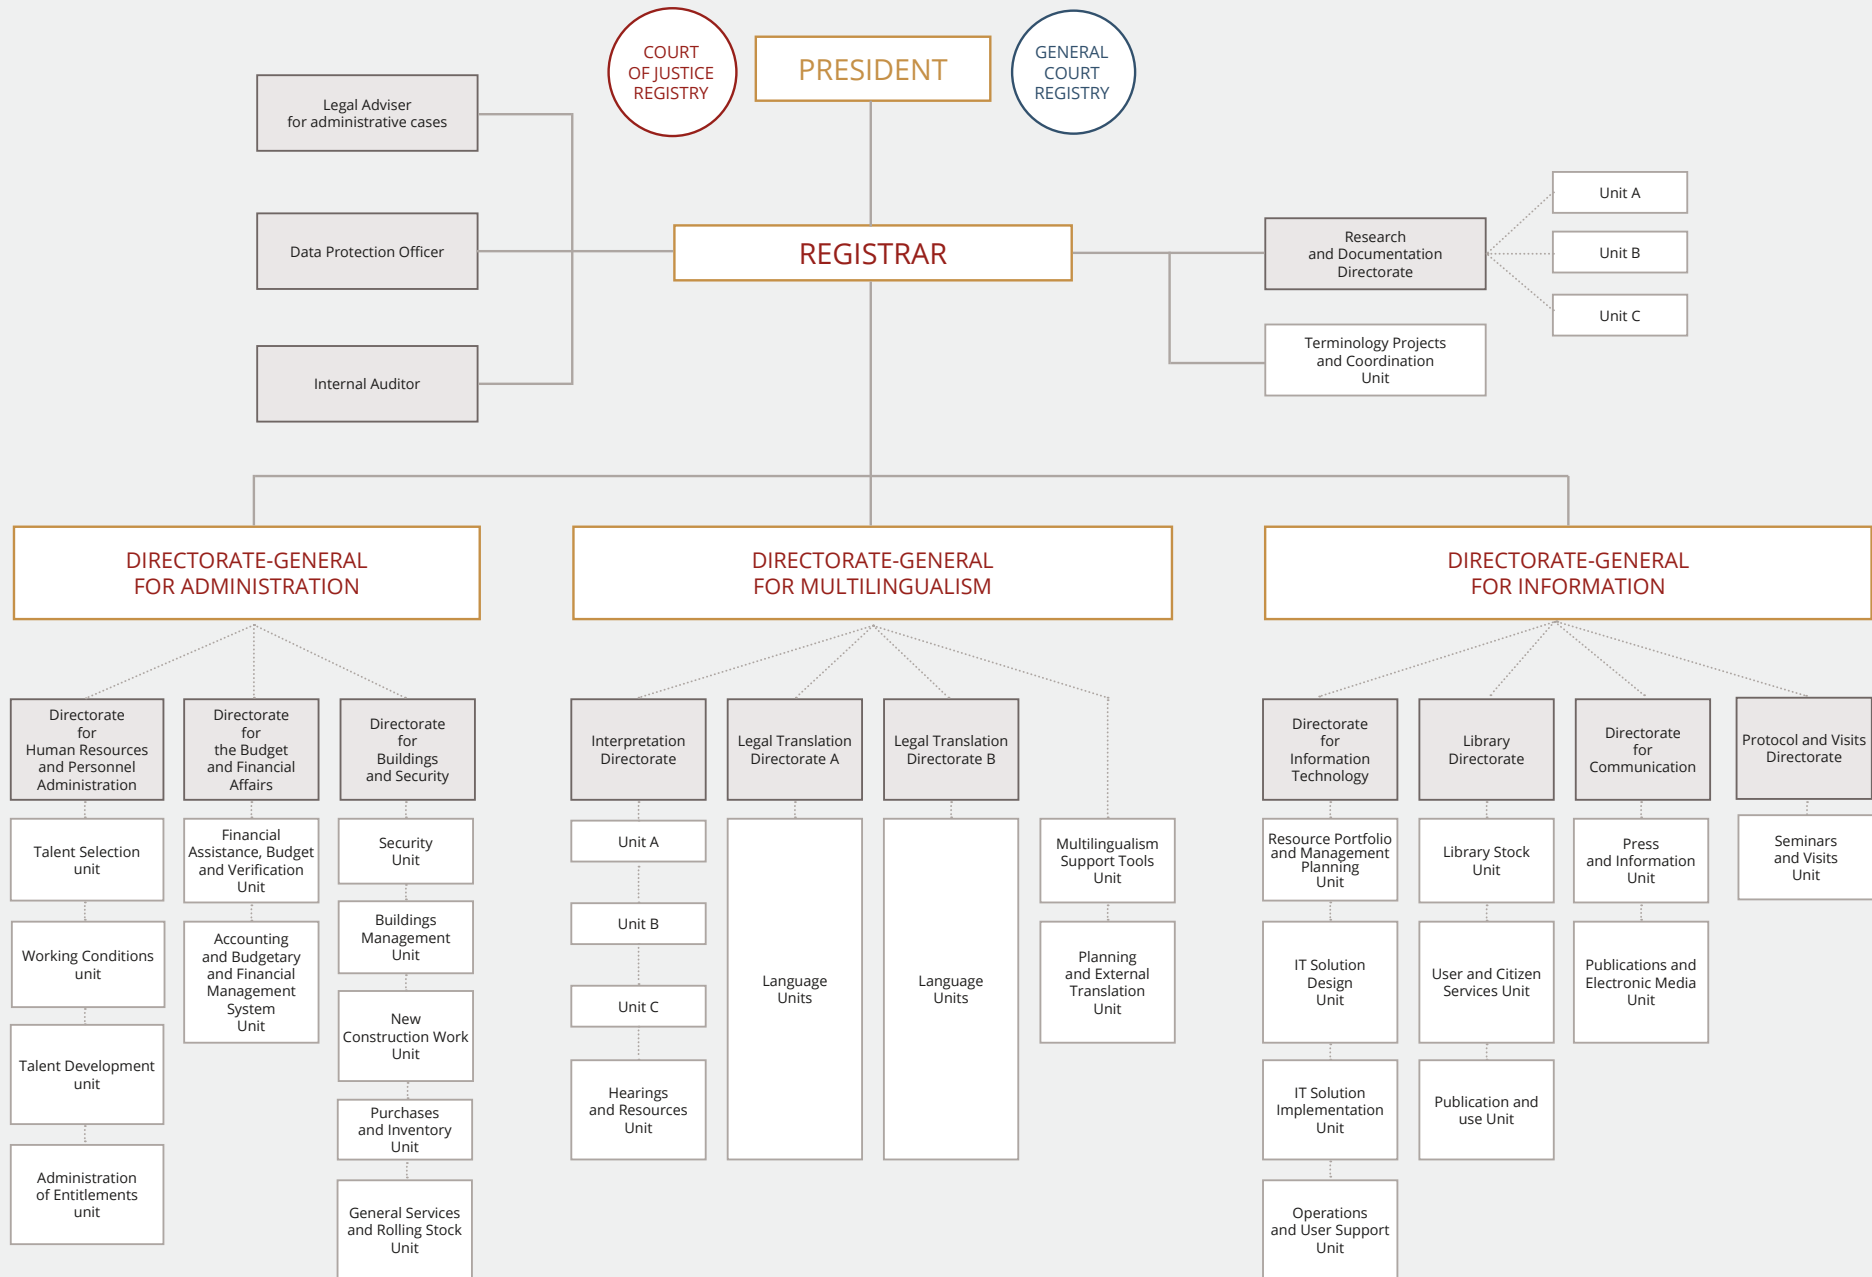 COURT
OF JUSTICE
REGISTRY
PRESIDENT
GENERAL
COURT
REGISTRY
Legal Adviser
for administrative cases
Data Protection Officer
Internal Auditor
REGISTRAR
Research
and Documentation
Directorate
Unit A
Unit B
Unit C
Terminology Projects
and Coordination
Unit
DIRECTORATE-GENERAL
FOR ADMINISTRATION
DIRECTORATE-GENERAL
FOR MULTILINGUALISM
DIRECTORATE-GENERAL
FOR INFORMATION
Directorate
for
Human Resources
and Personnel
Administration
Talent Selection
unit
Working Conditions
unit
Talent Development
unit
Administration
of Entitlements
unit
Directorate
for
the Budget
and Financial
Affairs
Financial
Assistance, Budget
and Verification
Unit
Accounting
and Budgetary
and Financial
Management
System
Unit
Directorate
for
Buildings
and Security
Security
Unit
Buildings
Management
Unit
New
Construction Work
Unit
Purchases
and Inventory
Unit
General Services
and Rolling Stock
Unit
Interpretation
Directorate
Unit A
Unit B
Unit C
Hearings
and Resources
Unit
Legal Translation
Directorate A
Language
Units
Legal Translation
Directorate B
Language
Units
Multilingualism
Support Tools
Unit
Planning
and External
Translation
Unit
Directorate
for
Information
Technology
Resource Portfolio
and Management
Planning
Unit
IT Solution
Design
Unit
IT Solution
Implementation
Unit
Operations
and User Support
Unit
Library
Directorate
Library Stock
Unit
User and Citizen
Services Unit
Publication and
use Unit
Directorate
for
Communication
Press
and Information
Unit
Publications and
Electronic Media
Unit
Protocol and Visits
Directorate
Seminars
and Visits
Unit